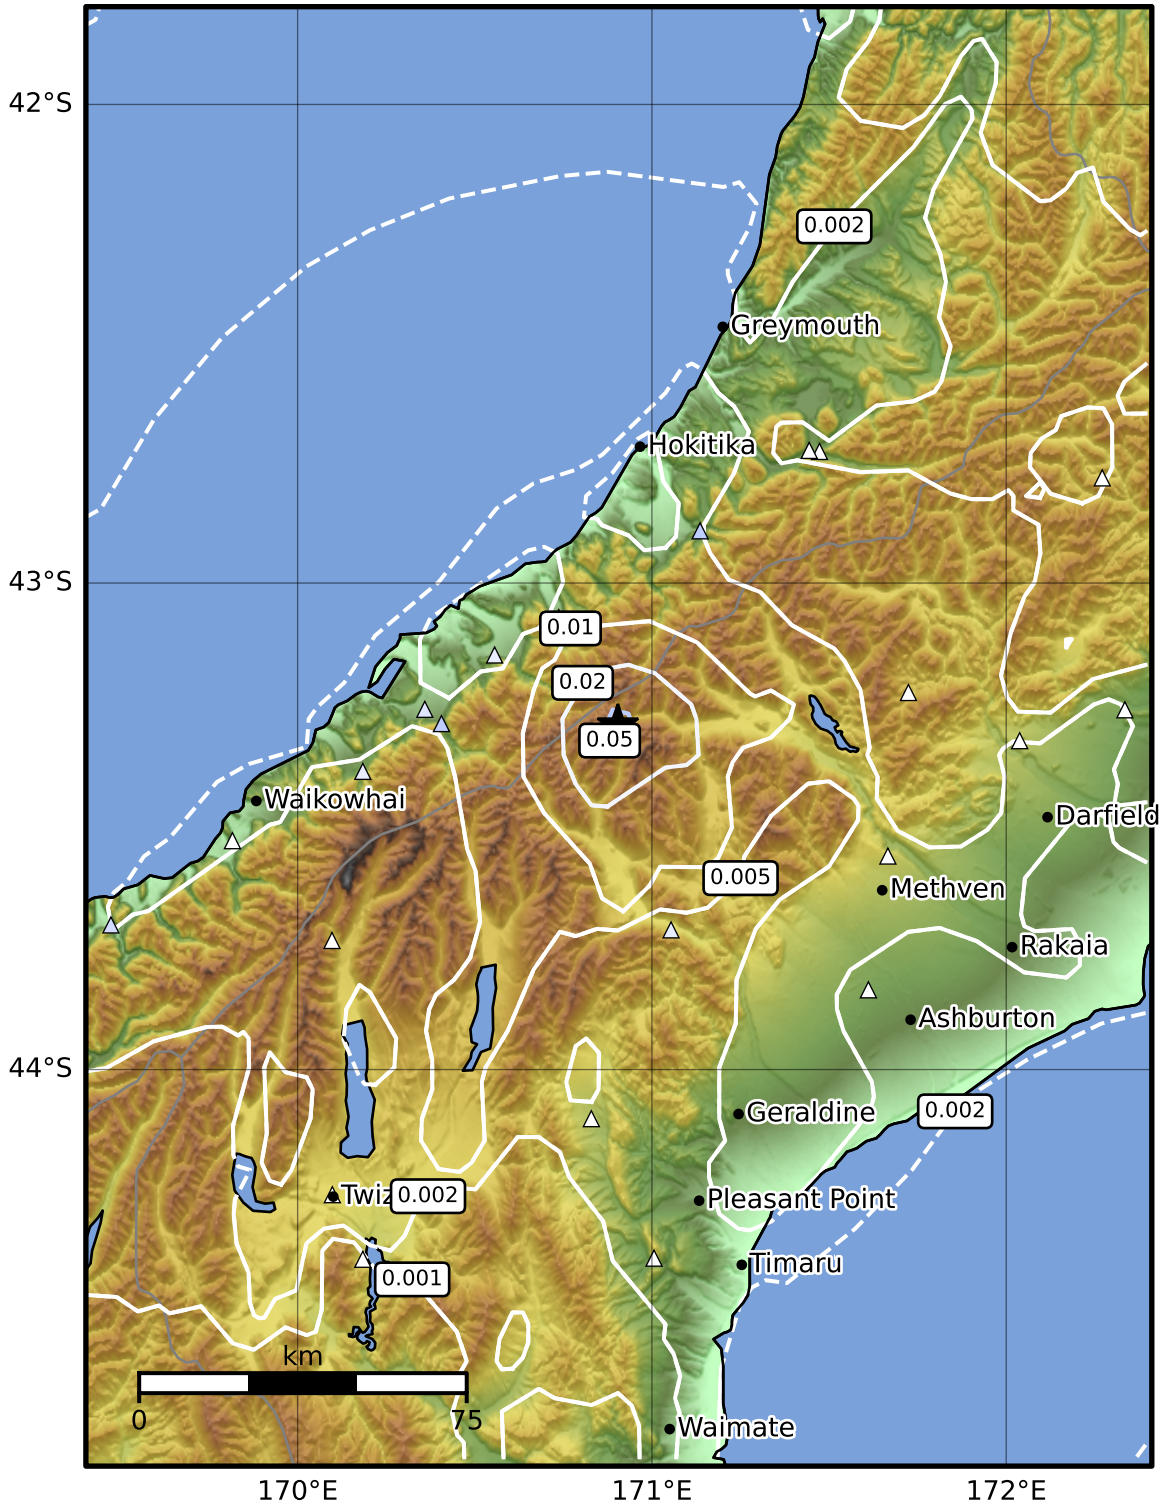 42°S
0.002
Greymouth
Hokitika
43°S
0.01
0.02
0.05
Waikowhai
Darfield
0.005
Methven
Rakaia
Ashburton
44°S
Geraldine
0.002
Twiz
0.002
Pleasant Point
Timaru
0.001
km
0 75
Waimate
170°E 171°E 172°E